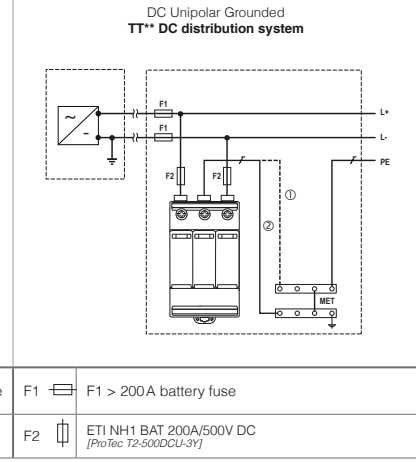 DC Unipolar Grounded
TT** DC distribution system
F1
L+
~
-
F1
L-
PE
F2
F2
①
②
MET
e
F1
F1 > 200 A battery fuse
F2
ETI NH1 BAT 200A/500V DC
[ProTec T2-500DCU-3Y]